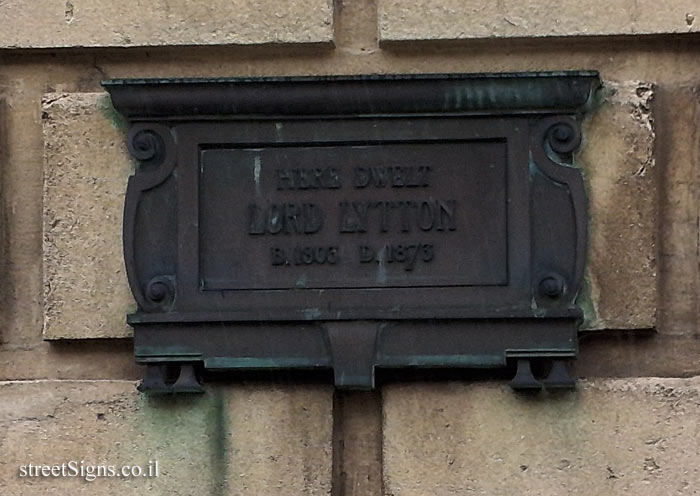 HERE DWELT
LORD LYTTON
B. 1803 D. 1873
streetSigns.co.il